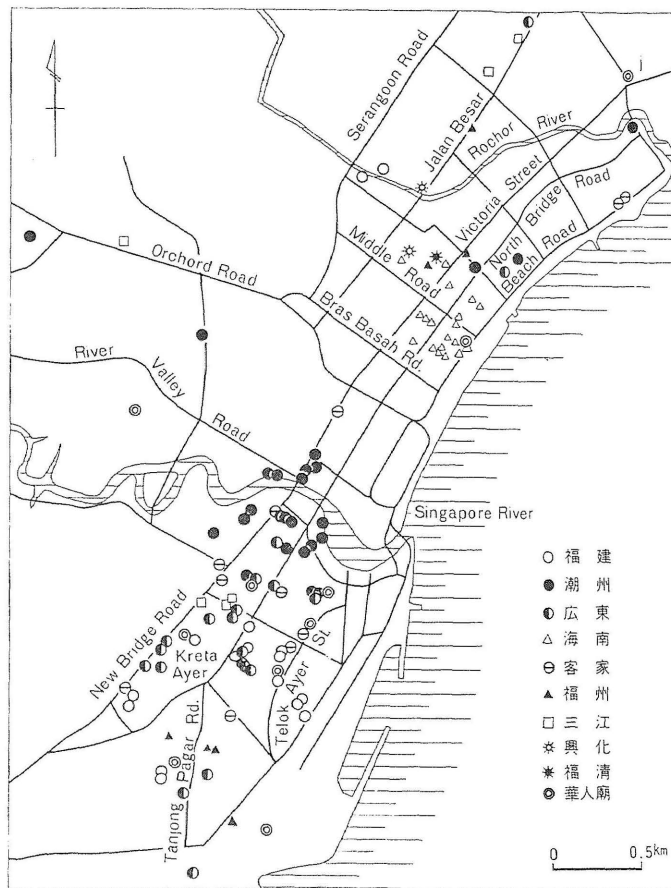 Serangoon Road
Jalan Besar
Rochor River
Victoria Street
North Bridge Road
Beach Road
Middle Road
Orchord Road
Bras Basah Rd.
River Valley Road
Singapore River
New Bridge Road
Kreta
Ayer
Telok Ayer St.
Tanjong Pagar Rd.
福建
潮州
広東
海南
客家
福州
三江
興化
福清
華人廟
0 0.5km